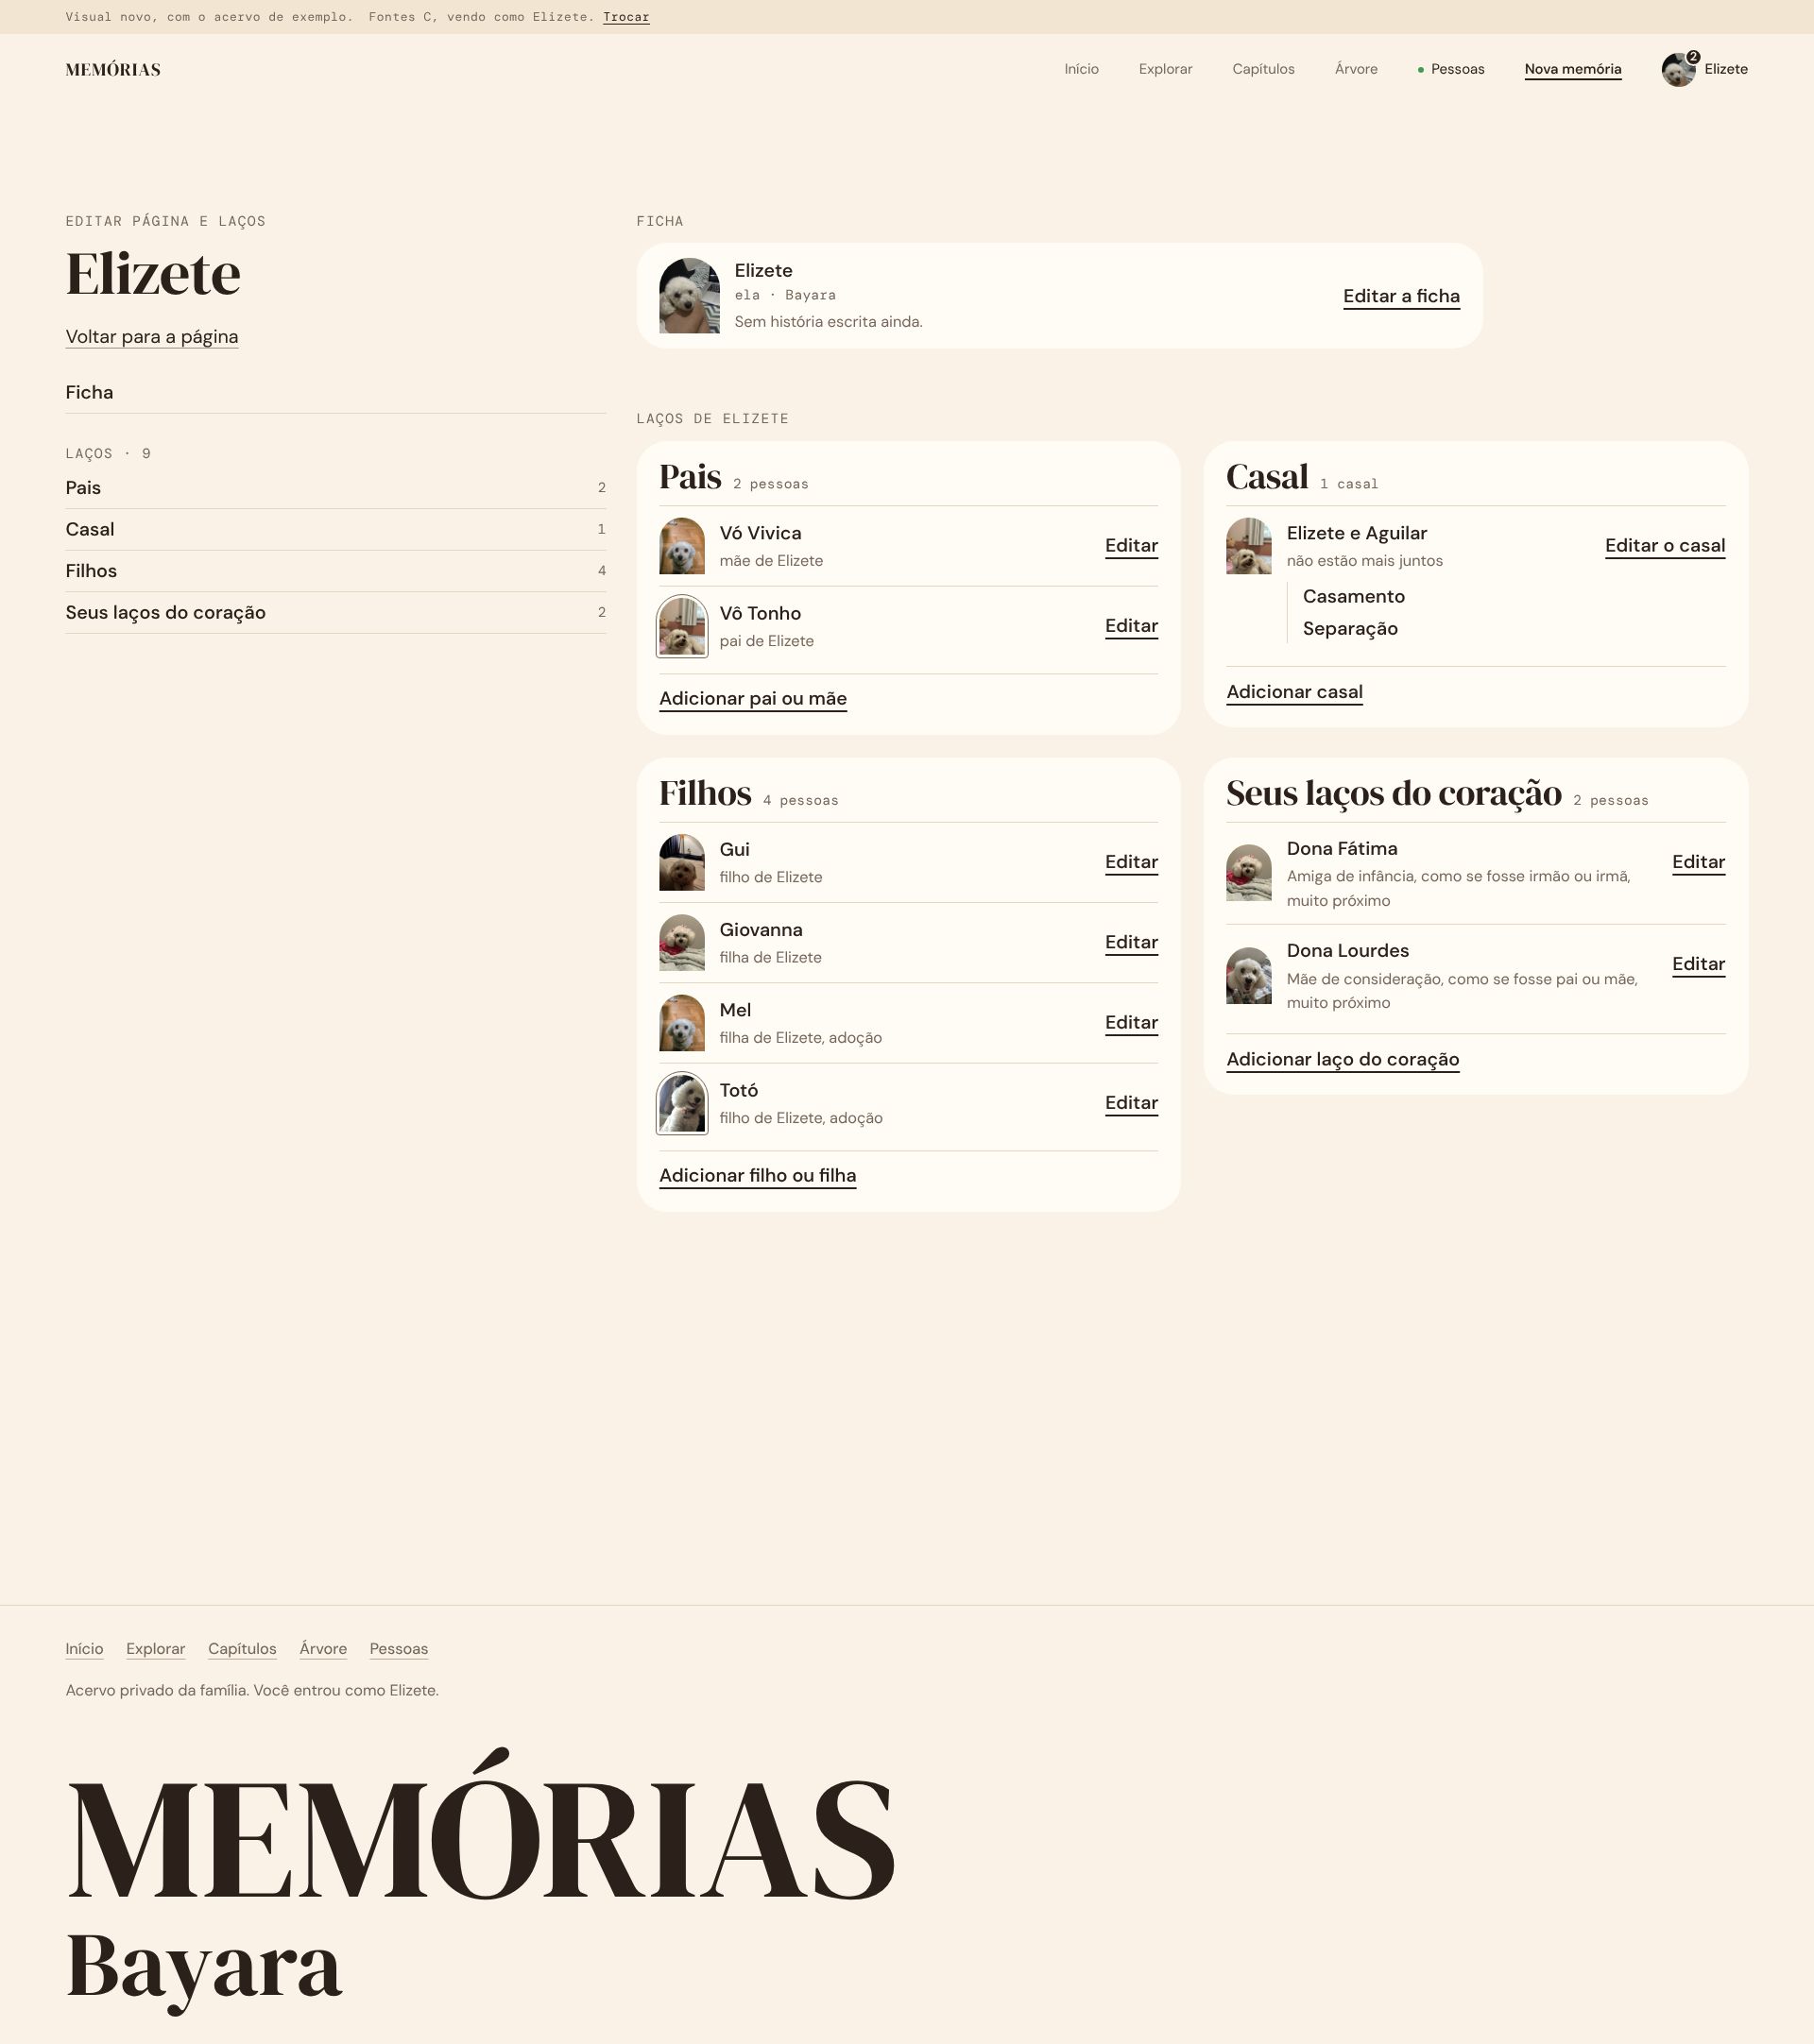 Visual novo, com o acervo de exemplo. Fontes C, vendo como Elizete. Trocar
MEMÓRIAS
Início
Explorar
Capítulos
Árvore
Pessoas
Nova memória
2
Elizete
EDITAR PÁGINA E LAÇOS
Elizete
Voltar para a página
Ficha
LAÇOS · 9
Pais 2
Casal 1
Filhos 4
Seus laços do coração 2
FICHA
Elizete
ela · Bayara
Sem história escrita ainda.
Editar a ficha
LAÇOS DE ELIZETE
Pais 2 pessoas
Vó Vivica
mãe de Elizete
Editar
Vô Tonho
pai de Elizete
Editar
Adicionar pai ou mãe
Casal 1 casal
Elizete e Aguilar
não estão mais juntos
Editar o casal
Casamento
Separação
Adicionar casal
Filhos 4 pessoas
Gui
filho de Elizete
Editar
Giovanna
filha de Elizete
Editar
Mel
filha de Elizete, adoção
Editar
Totó
filho de Elizete, adoção
Editar
Adicionar filho ou filha
Seus laços do coração 2 pessoas
Dona Fátima
Amiga de infância, como se fosse irmão ou irmã,
muito próximo
Editar
Dona Lourdes
Mãe de consideração, como se fosse pai ou mãe,
muito próximo
Editar
Adicionar laço do coração
Início Explorar Capítulos Árvore Pessoas
Acervo privado da família. Você entrou como Elizete.
MEMÓRIAS
Bayara